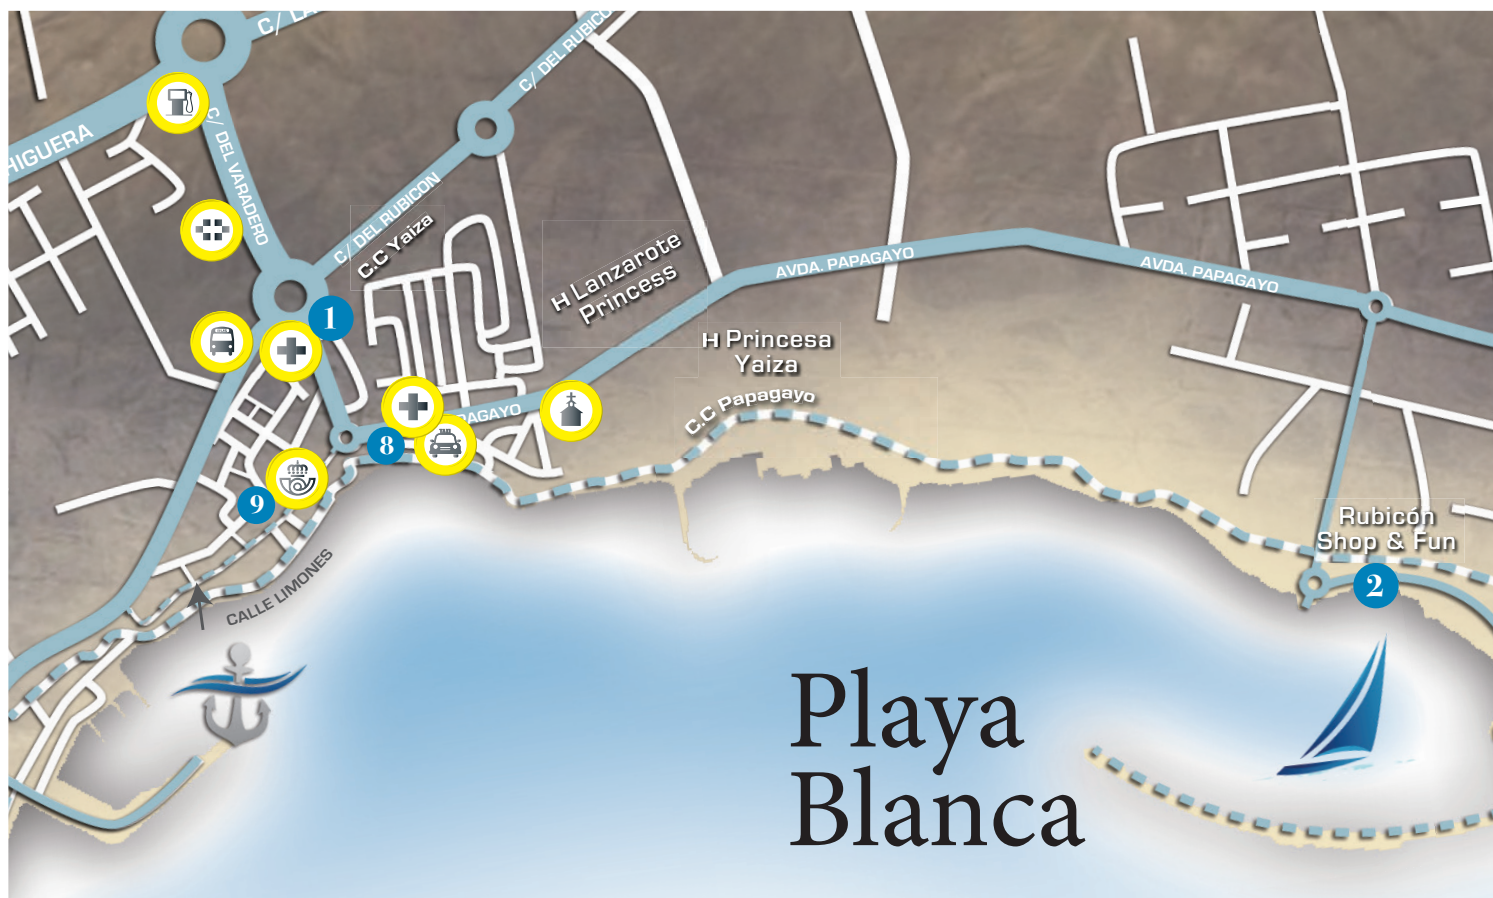 C/ LA
C/ DEL RUBICO
HIGUERA
C/ DEL VARADERO
C/ DEL RUBICON
C.C Yaiza
H Lanzarote
Princess
AVDA. PAPAGAYO
AVDA. PAPAGAYO
1
H Princesa
Yaiza
C.C Papagayo
PAGAYO
8
9
Rubicón
Shop & Fun
2
CALLE LIMONES
Playa
Blanca